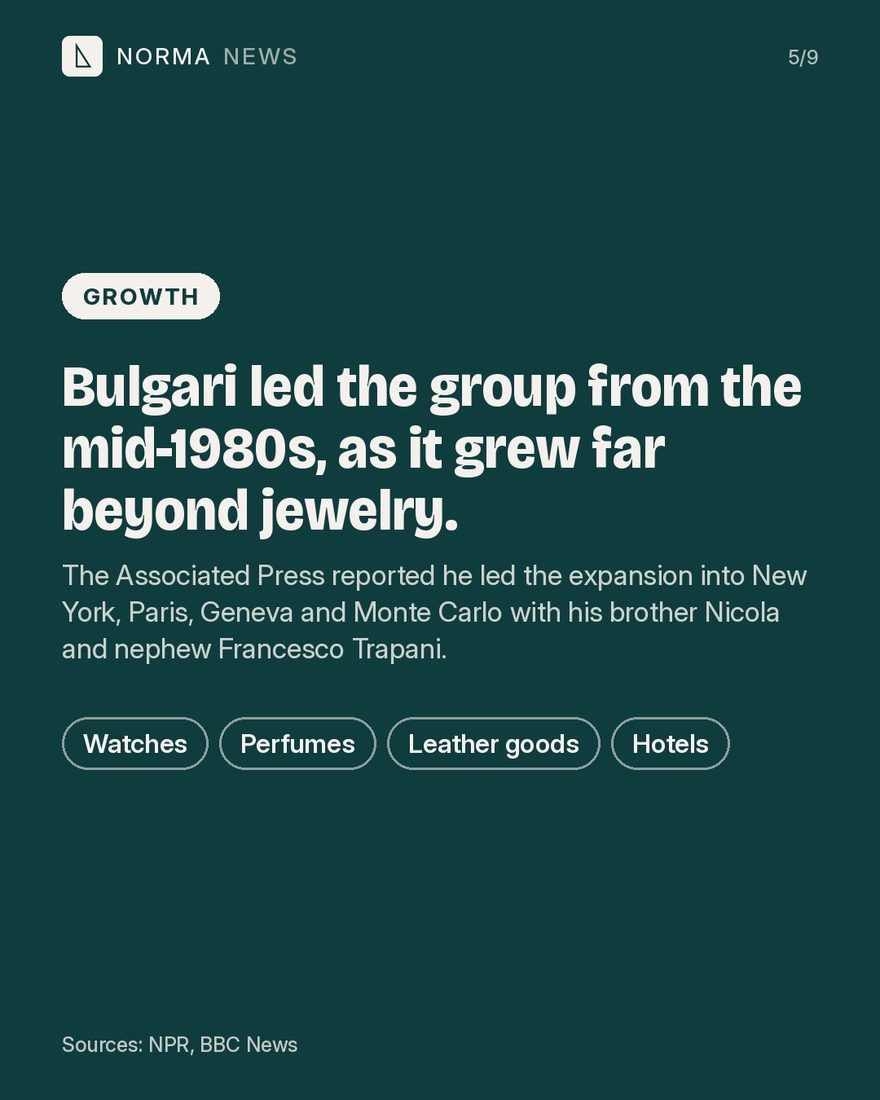 NORMA NEWS
5/9
GROWTH
Bulgari led the group from the
mid-1980s, as it grew far
beyond jewelry.
The Associated Press reported he led the expansion into New
York, Paris, Geneva and Monte Carlo with his brother Nicola
and nephew Francesco Trapani.
Watches Perfumes Leather goods Hotels
Sources: NPR, BBC News